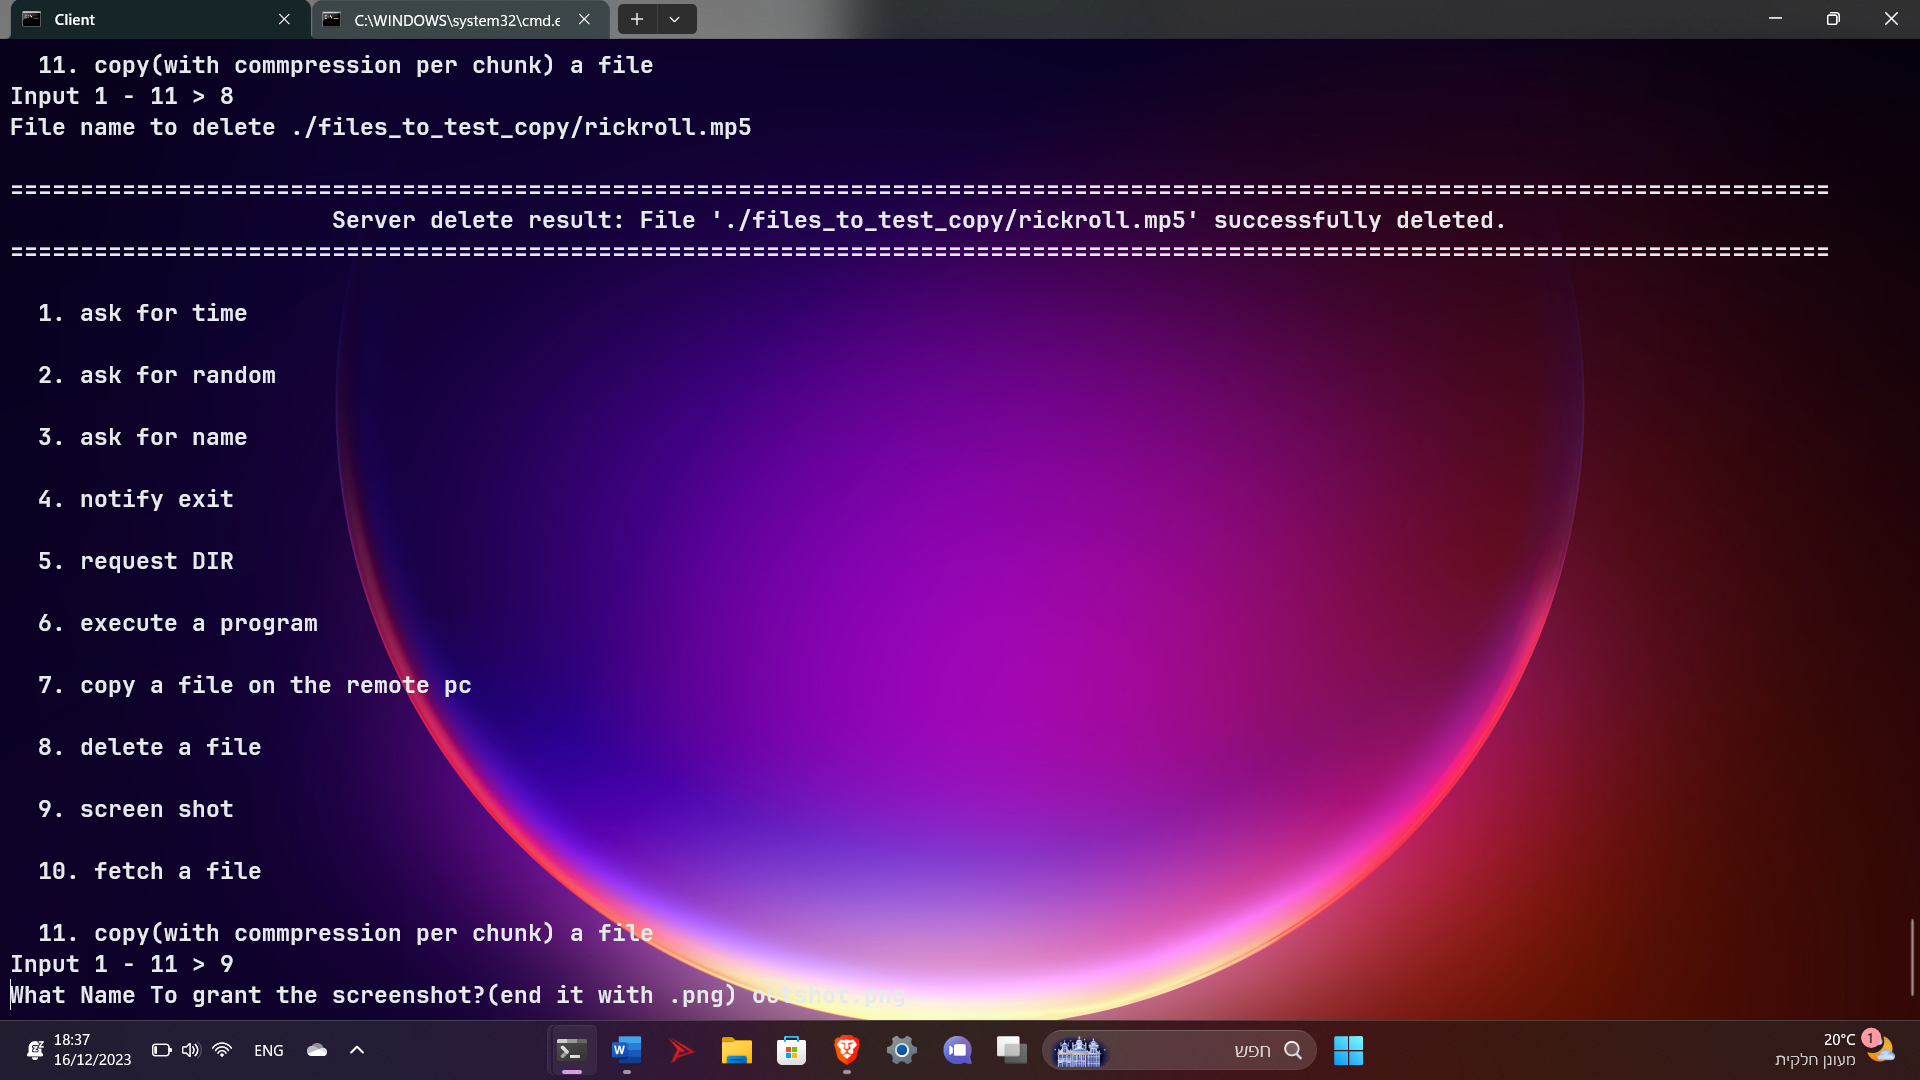 Client
C:\WINDOWS\system32\cmd.e
11. copy(with commpression per chunk) a file
Input 1 - 11 > 8
File name to delete ./files_to_test_copy/rickroll.mp5
==================================================================================================================================
Server delete result: File './files_to_test_copy/rickroll.mp5' successfully deleted.
==================================================================================================================================
1. ask for time
2. ask for random
3. ask for name
4. notify exit
5. request DIR
6. execute a program
7. copy a file on the remote pc
8. delete a file
9. screen shot
10. fetch a file
11. copy(with commpression per chunk) a file
Input 1 - 11 > 9
What Name To grant the screenshot?(end it with .png) outshot.png
18:37
16/12/2023
ENG
חפש
20°C
מעונן חלקית
1